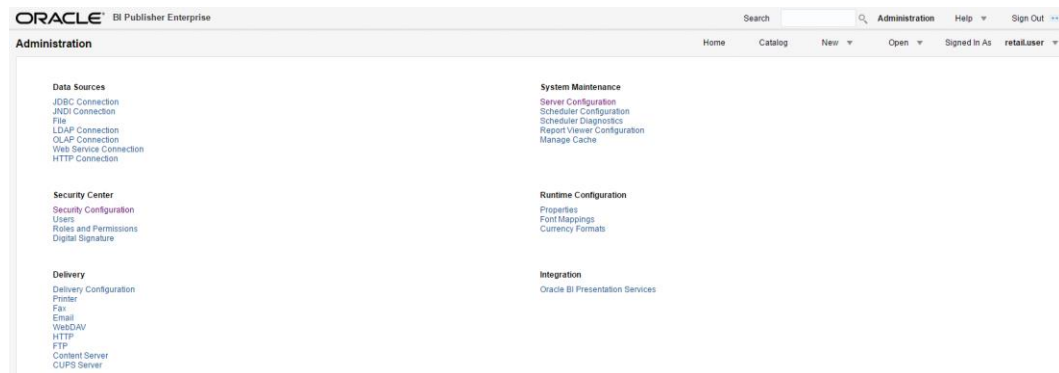 ORACLE BI Publisher Enterprise Search Administration Help Sign Out
Administration Home Catalog New Open Signed In As retail.user
Data Sources
JDBC Connection
JNDI Connection
File
LDAP Connection
OLAP Connection
Web Service Connection
HTTP Connection
System Maintenance
Server Configuration
Scheduler Configuration
Scheduler Diagnostics
Report Viewer Configuration
Manage Cache
Security Center
Security Configuration
Users
Roles and Permissions
Digital Signature
Runtime Configuration
Properties
Font Mappings
Currency Formats
Delivery
Delivery Configuration
Printer
Fax
Email
WebDAV
HTTP
FTP
Content Server
CUPS Server
Integration
Oracle BI Presentation Services